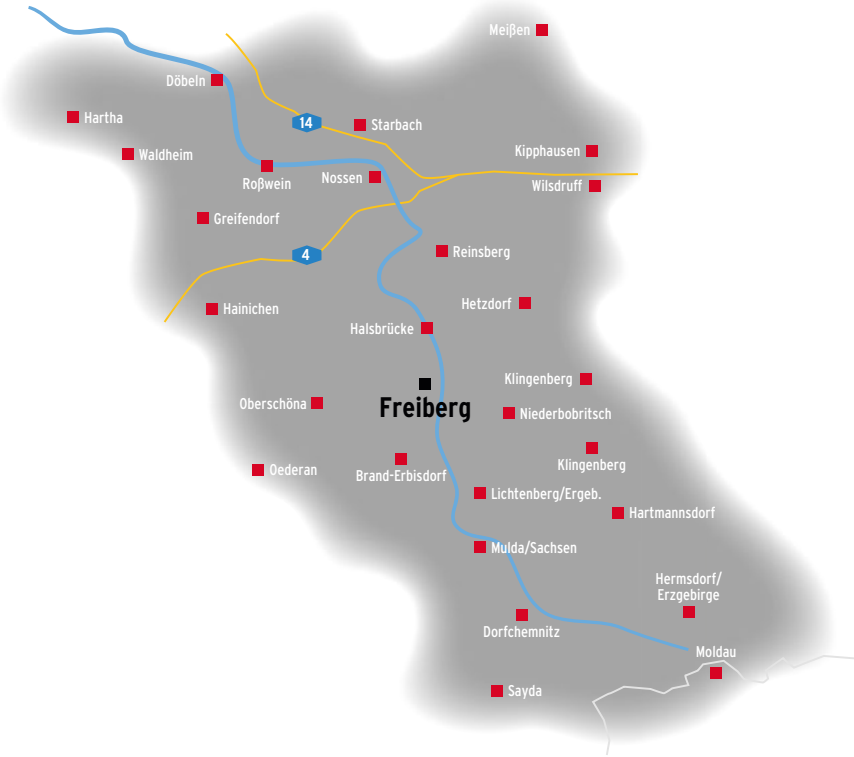 Meißen
Döbeln
Hartha
14
Starbach
Waldheim
Kipphausen
Roßwein
Nossen
Wilsdruff
Greifendorf
4
Reinsberg
Hainichen
Hetzdorf
Halsbrücke
Klingenberg
Oberschöna
Freiberg
Niederbobritsch
Oederan
Brand-Erbisdorf
Klingenberg
Lichtenberg/Ergeb.
Hartmannsdorf
Mulda/Sachsen
Hermsdorf/
Erzgebirge
Dorfchemnitz
Moldau
Sayda